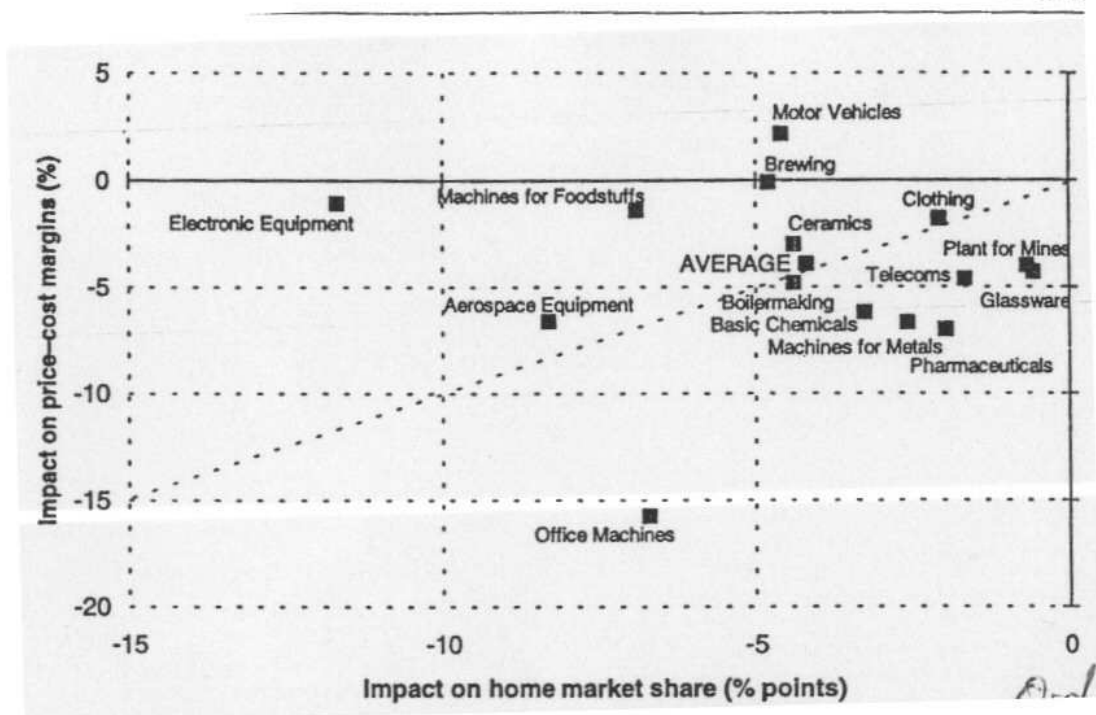 5
Motor Vehicles
Brewing
0
Machines for Foodstuffs
Clothing
Electronic Equipment
Ceramics
Plant for Mines
AVERAGE
Telecoms
-5
Glassware
Aerospace Equipment
Boilermaking
Basic Chemicals
Machines for Metals
Pharmaceuticals
-10
-15
Office Machines
-20
-15 -10 -5 0
Impact on price–cost margins (%)
Impact on home market share (% points)